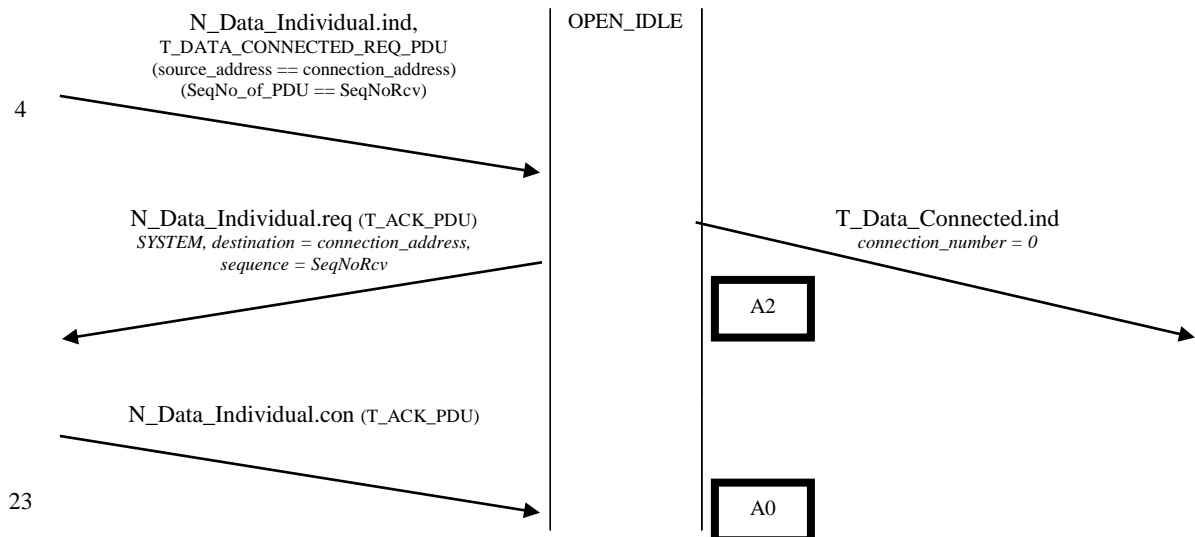 N_Data_Individual.ind,
T_DATA_CONNECTED_REQ_PDU
(source_address == connection_address)
(SeqNo_of_PDU == SeqNoRcv)
OPEN_IDLE
4
N_Data_Individual.req (T_ACK_PDU)
SYSTEM, destination = connection_address,
sequence = SeqNoRcv
T_Data_Connected.ind
connection_number = 0
A2
N_Data_Individual.con (T_ACK_PDU)
23
A0